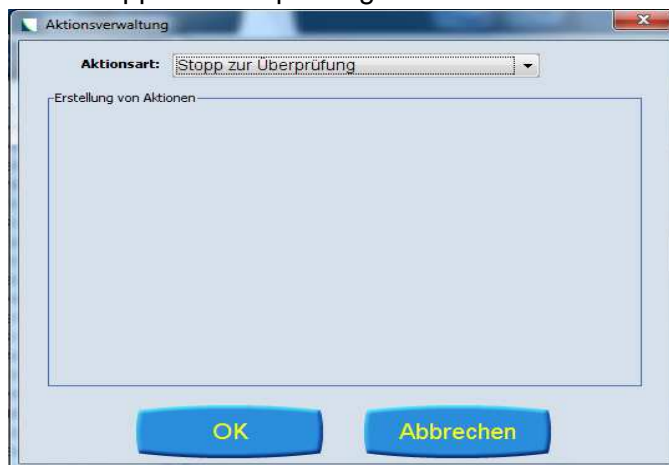 Aktionsverwaltung
Aktionsart: Stopp zur Überprüfung
Erstellung von Aktionen
OK Abbrechen